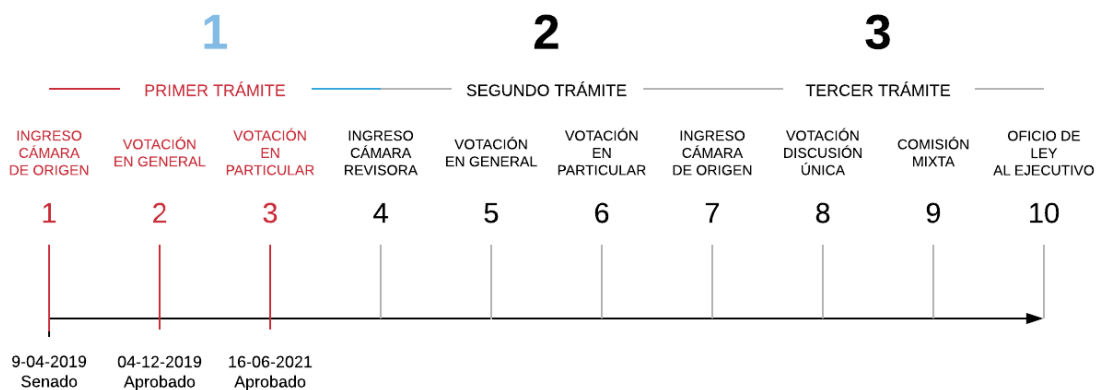 1
2
3
PRIMER TRÁMITE
SEGUNDO TRÁMITE
TERCER TRÁMITE
INGRESO
CÁMARA
DE ORIGEN
VOTACIÓN
EN GENERAL
VOTACIÓN
EN
PARTICULAR
INGRESO
CÁMARA
REVISORA
VOTACIÓN
EN GENERAL
VOTACIÓN
EN
PARTICULAR
INGRESO
CÁMARA
DE ORIGEN
VOTACIÓN
DISCUSIÓN
ÚNICA
COMISIÓN
MIXTA
OFICIO DE
LEY
AL EJECUTIVO
1
2
3
4
5
6
7
8
9
10
9-04-2019
Senado
04-12-2019
Aprobado
16-06-2021
Aprobado